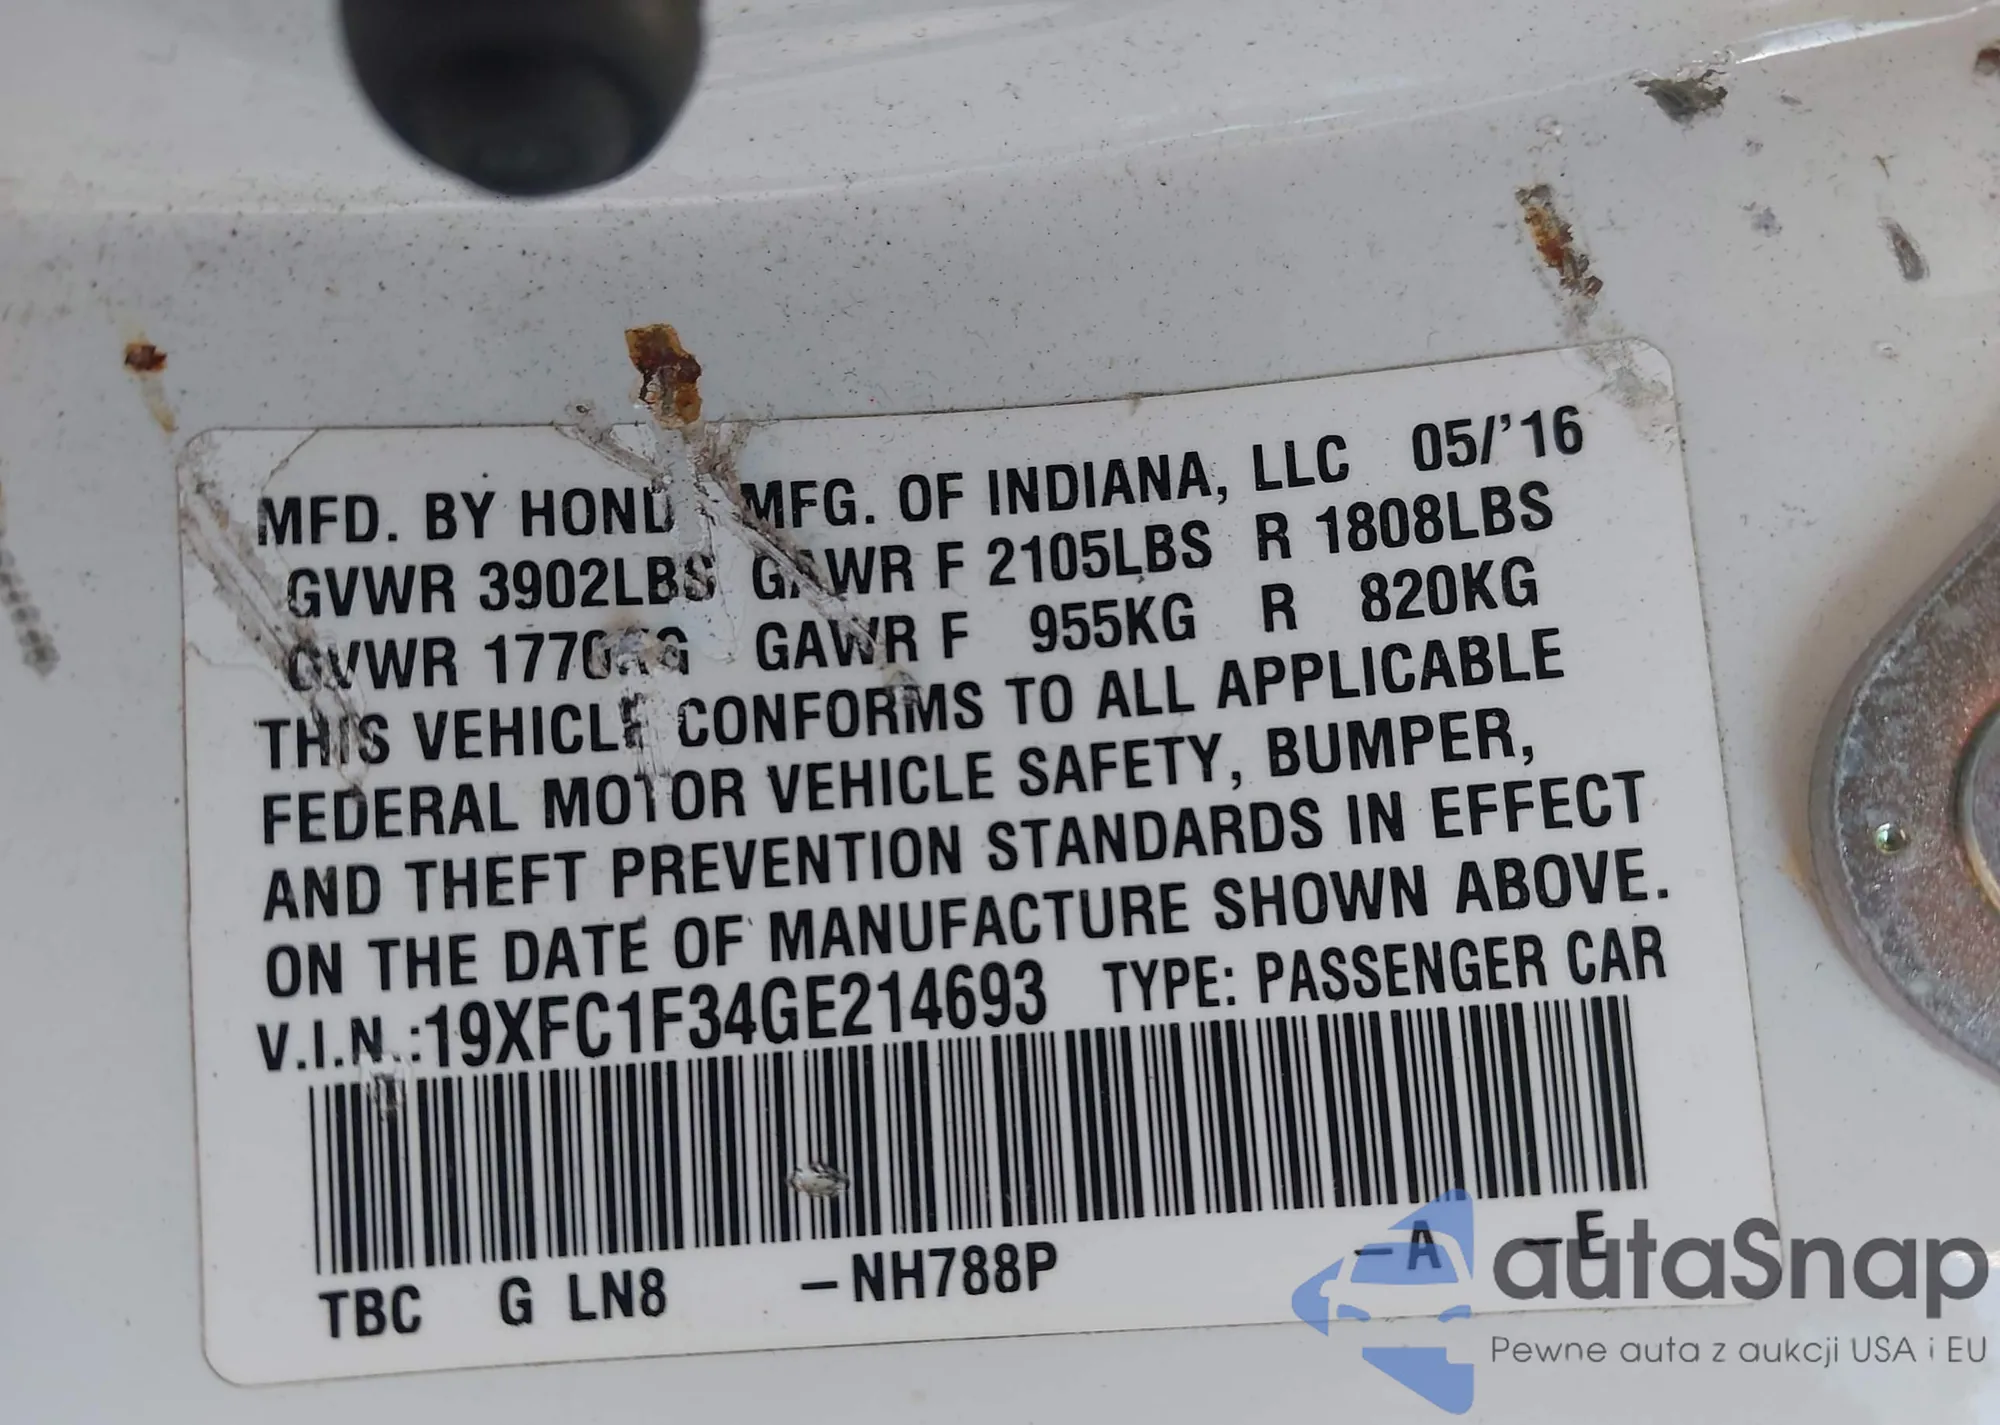 MFD. BY HOND MFG. OF INDIANA, LLC 05/'16
GVWR 3902LBS GAWR F 2105LBS R 1808LBS
GVWR 1770KG GAWR F 955KG R 820KG
THIS VEHICLE CONFORMS TO ALL APPLICABLE
FEDERAL MOTOR VEHICLE SAFETY, BUMPER,
AND THEFT PREVENTION STANDARDS IN EFFECT
ON THE DATE OF MANUFACTURE SHOWN ABOVE.
V.I.N.:19XFC1F34GE214693 TYPE: PASSENGER CAR
TBC G LN8 –NH788P –A –E
autaSnap
Pewne auta z aukcji USA i EU